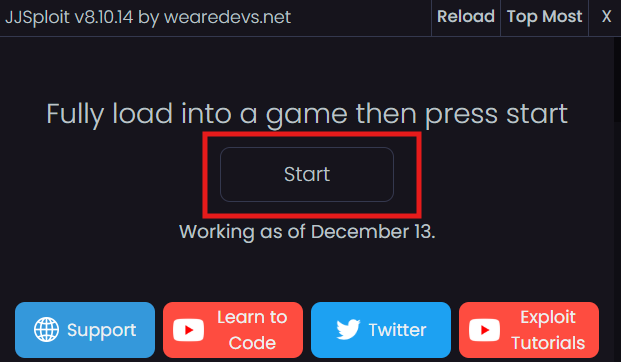 JJSploit v8.10.14 by wearedevs.net
Reload
Top Most
X
Fully load into a game then press start
Start
Working as of December 13.
Support
Learn to
Code
Twitter
Exploit
Tutorials